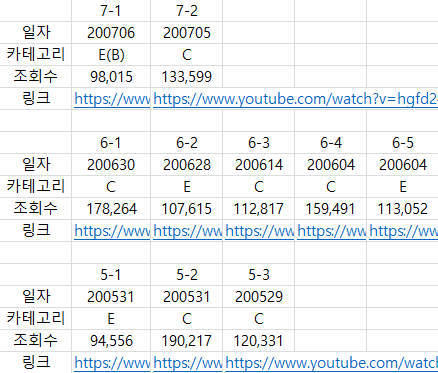 7-1 7-2
일자 200706 200705
카테고리 E(B) C
조회수 98,015 133,599
링크 https://www https://www.youtube.com/watch?v=hgfd2
6-1 6-2 6-3 6-4 6-5
일자 200630 200628 200614 200604 200604
카테고리 C E C C E
조회수 178,264 107,615 112,817 159,491 113,052
링크 https://ww https://ww https://ww https://ww https://ww
5-1 5-2 5-3
일자 200531 200531 200529
카테고리 E C C
조회수 94,556 190,217 120,331
링크 https://ww https://ww https://www.youtube.com/watc